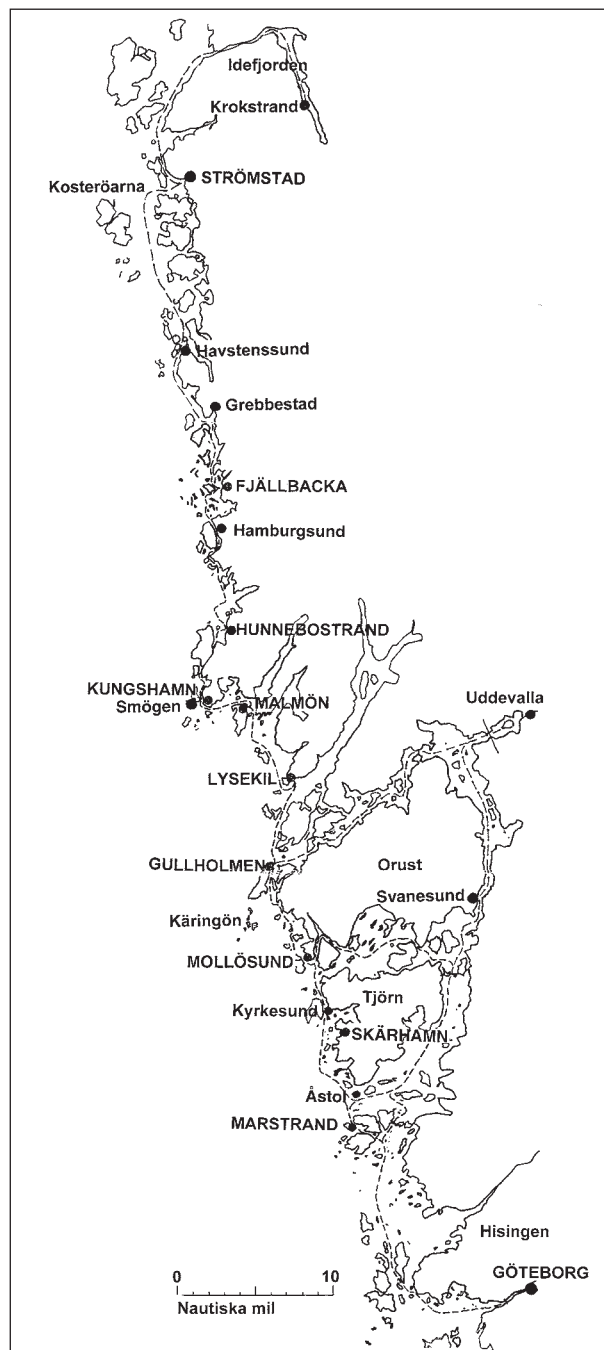 Idefjorden
Krokstrand
STRÖMSTAD
Kosteröarna
Havstenssund
Grebbestad
FJÄLLBACKA
Hamburgsund
HUNNEBOSTRAND
KUNGSHAMN
Smögen
MALMÖN
Uddevalla
LYSEKIL
GULLHOLMEN
Orust
Svanesund
Käringön
MOLLÖSUND
Tjörn
Kyrkesund
SKÄRHAMN
Åstol
MARSTRAND
Hisingen
GÖTEBORG
0 10
Nautiska mil